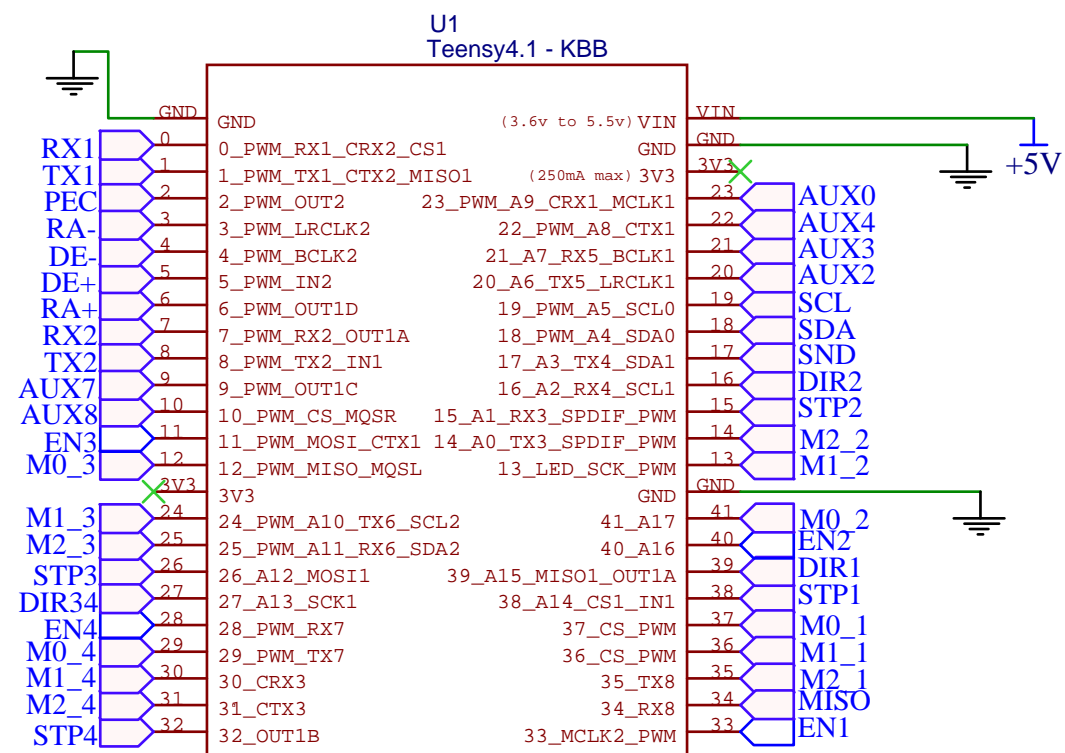 U1
Teensy4.1 - KBB
GND GND (3.6v to 5.5v) VIN VIN +5V
RX1 0 0_PWM_RX1_CRX2_CS1 GND GND
TX1 1 1_PWM_TX1_CTX2_MISO1 (250mA max) 3V3 3V3
PEC 2 2_PWM_OUT2 23_PWM_A9_CRX1_MCLK1 23 AUX0
RA- 3 3_PWM_LRCLK2 22_PWM_A8_CTX1 22 AUX4
DE- 4 4_PWM_BCLK2 21_A7_RX5_BCLK1 21 AUX3
DE+ 5 5_PWM_IN2 20_A6_TX5_LRCLK1 20 AUX2
RA+ 6 6_PWM_OUT1D 19_PWM_A5_SCL0 19 SCL
RX2 7 7_PWM_RX2_OUT1A 18_PWM_A4_SDA0 18 SDA
TX2 8 8_PWM_TX2_IN1 17_A3_TX4_SDA1 17 SND
AUX7 9 9_PWM_OUT1C 16_A2_RX4_SCL1 16 DIR2
AUX8 10 10_PWM_CS_MQSR 15_A1_RX3_SPDIF_PWM 15 STP2
EN3 11 11_PWM_MOSI_CTX1 14_A0_TX3_SPDIF_PWM 14 M2_2
M0_3 12 12_PWM_MISO_MQSL 13_LED_SCK_PWM 13 M1_2
3V3 3V3 GND GND
M1_3 24 24_PWM_A10_TX6_SCL2 41_A17 41 M0_2
M2_3 25 25_PWM_A11_RX6_SDA2 40_A16 40 EN2
STP3 26 26_A12_MOSI1 39_A15_MISO1_OUT1A 39 DIR1
DIR34 27 27_A13_SCK1 38_A14_CS1_IN1 38 STP1
EN4 28 28_PWM_RX7 37_CS_PWM 37 M0_1
M0_4 29 29_PWM_TX7 36_CS_PWM 36 M1_1
M1_4 30 30_CRX3 35_TX8 35 M2_1
M2_4 31 31_CTX3 34_RX8 34 MISO
STP4 32 32_OUT1B 33_MCLK2_PWM 33 EN1